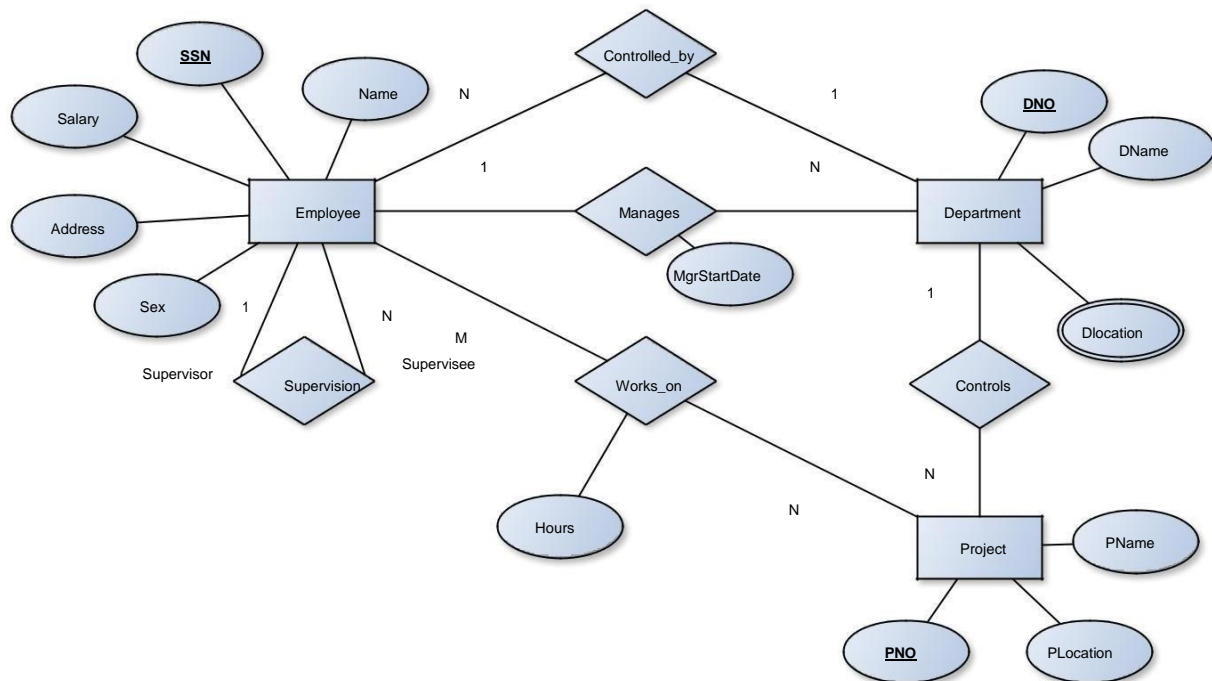 Controlled_by
SSN
Name
N
1
DNO
Salary
DName
1
N
Employee
Manages
Department
Address
MgrStartDate
Sex
1
N
1
Dlocation
M
Supervisor
Supervisee
Supervision
Works_on
Controls
N
Hours
N
Project
PName
PNO
PLocation